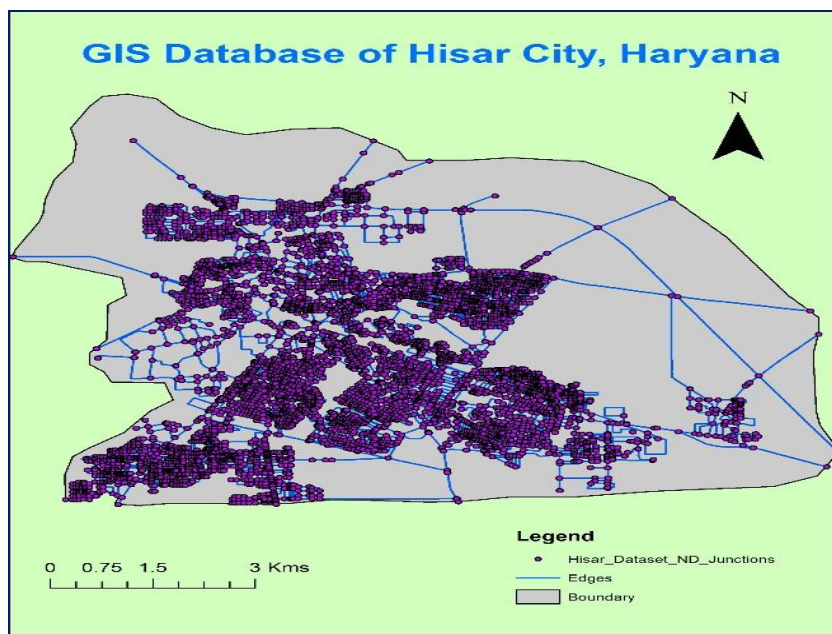 GIS Database of Hisar City, Haryana
N
Legend
Hisar_Dataset_ND_Junctions
Edges
Boundary
0 0.75 1.5 3 Kms